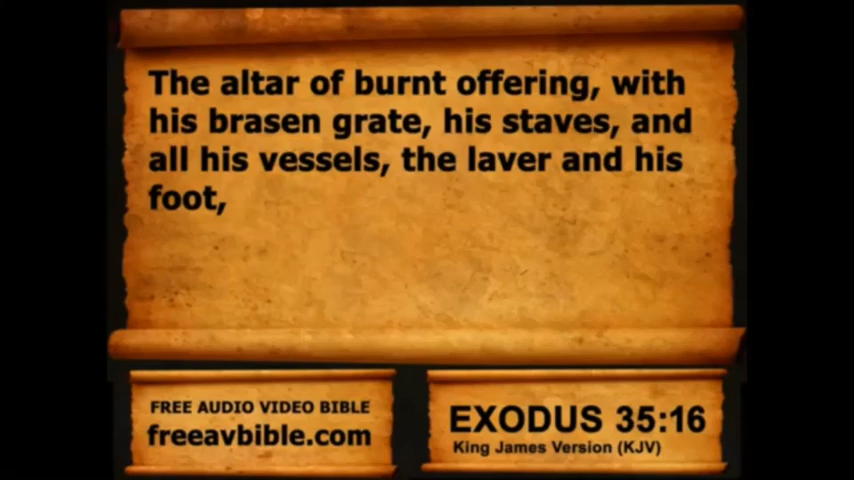 The altar of burnt offering, with
his brasen grate, his staves, and
all his vessels, the laver and his
foot,
FREE AUDIO VIDEO BIBLE
freeavbible.com
EXODUS 35:16
King James Version (KJV)